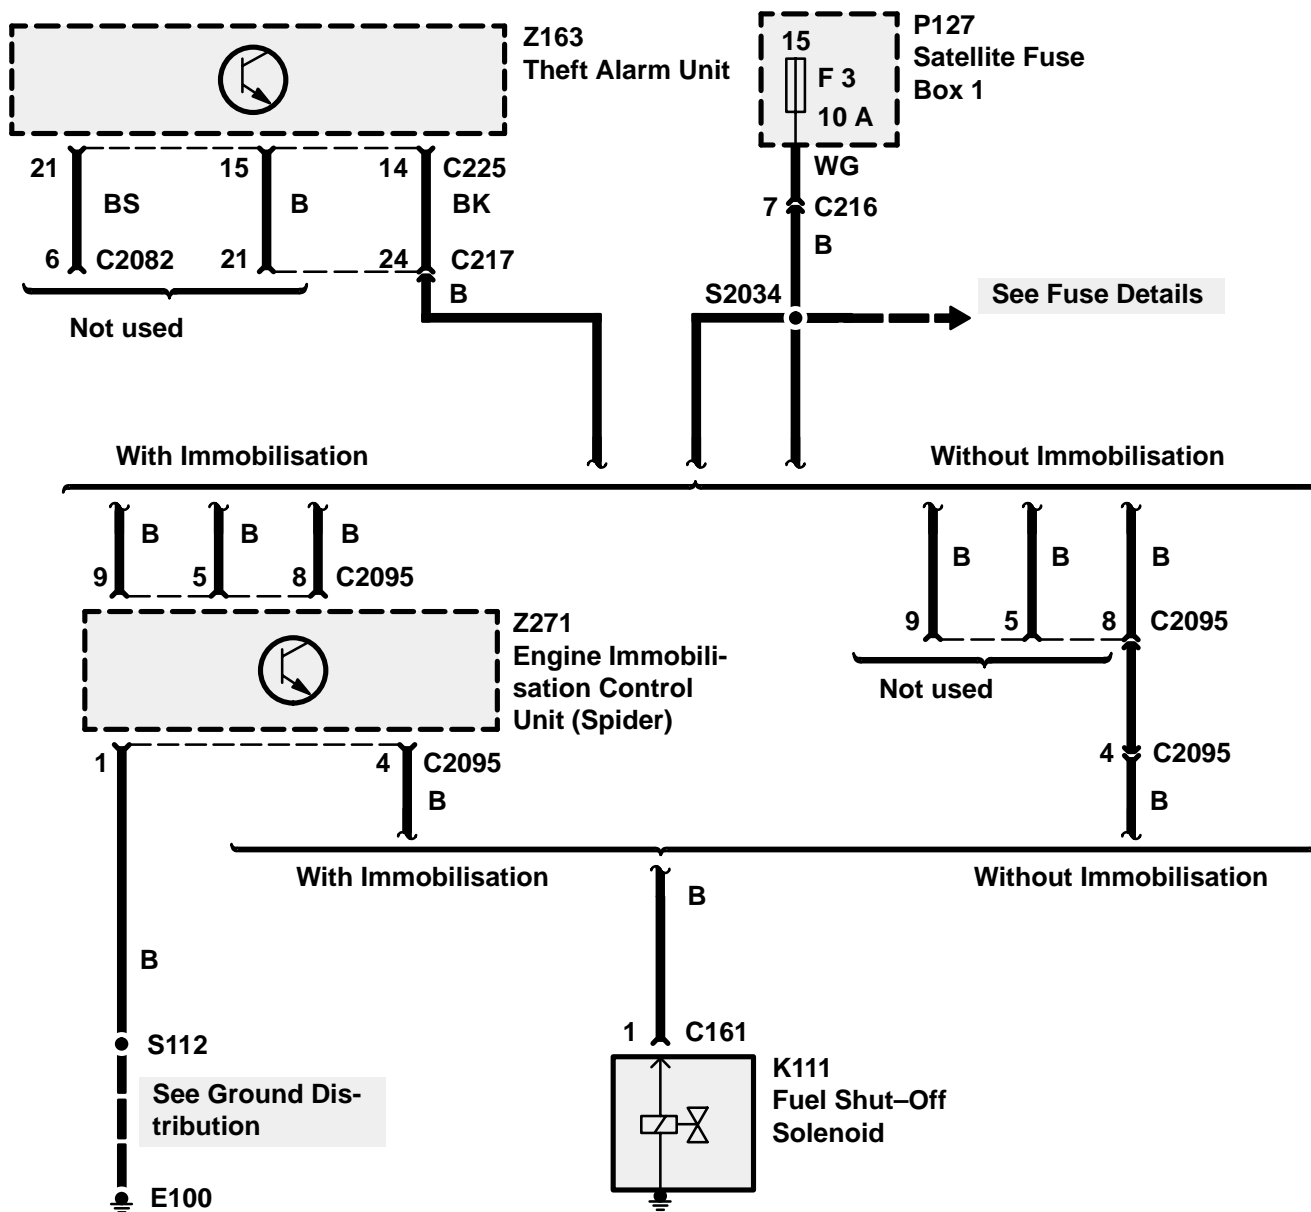 Z163
Theft Alarm Unit
15
F 3
10 A
P127
Satellite Fuse
Box 1
21
15
14
C225
BS
B
BK
WG
7
C216
B
6
C2082
21
24
C217
B
Not used
S2034
See Fuse Details
With Immobilisation
Without Immobilisation
B
B
B
9
5
8
C2095
B
B
B
9
5
8
C2095
Z271
Engine Immobili-
sation Control
Unit (Spider)
Not used
1
4
C2095
B
4
C2095
B
With Immobilisation
Without Immobilisation
B
B
S112
See Ground Dis-
tribution
E100
1
C161
K111
Fuel Shut–Off
Solenoid